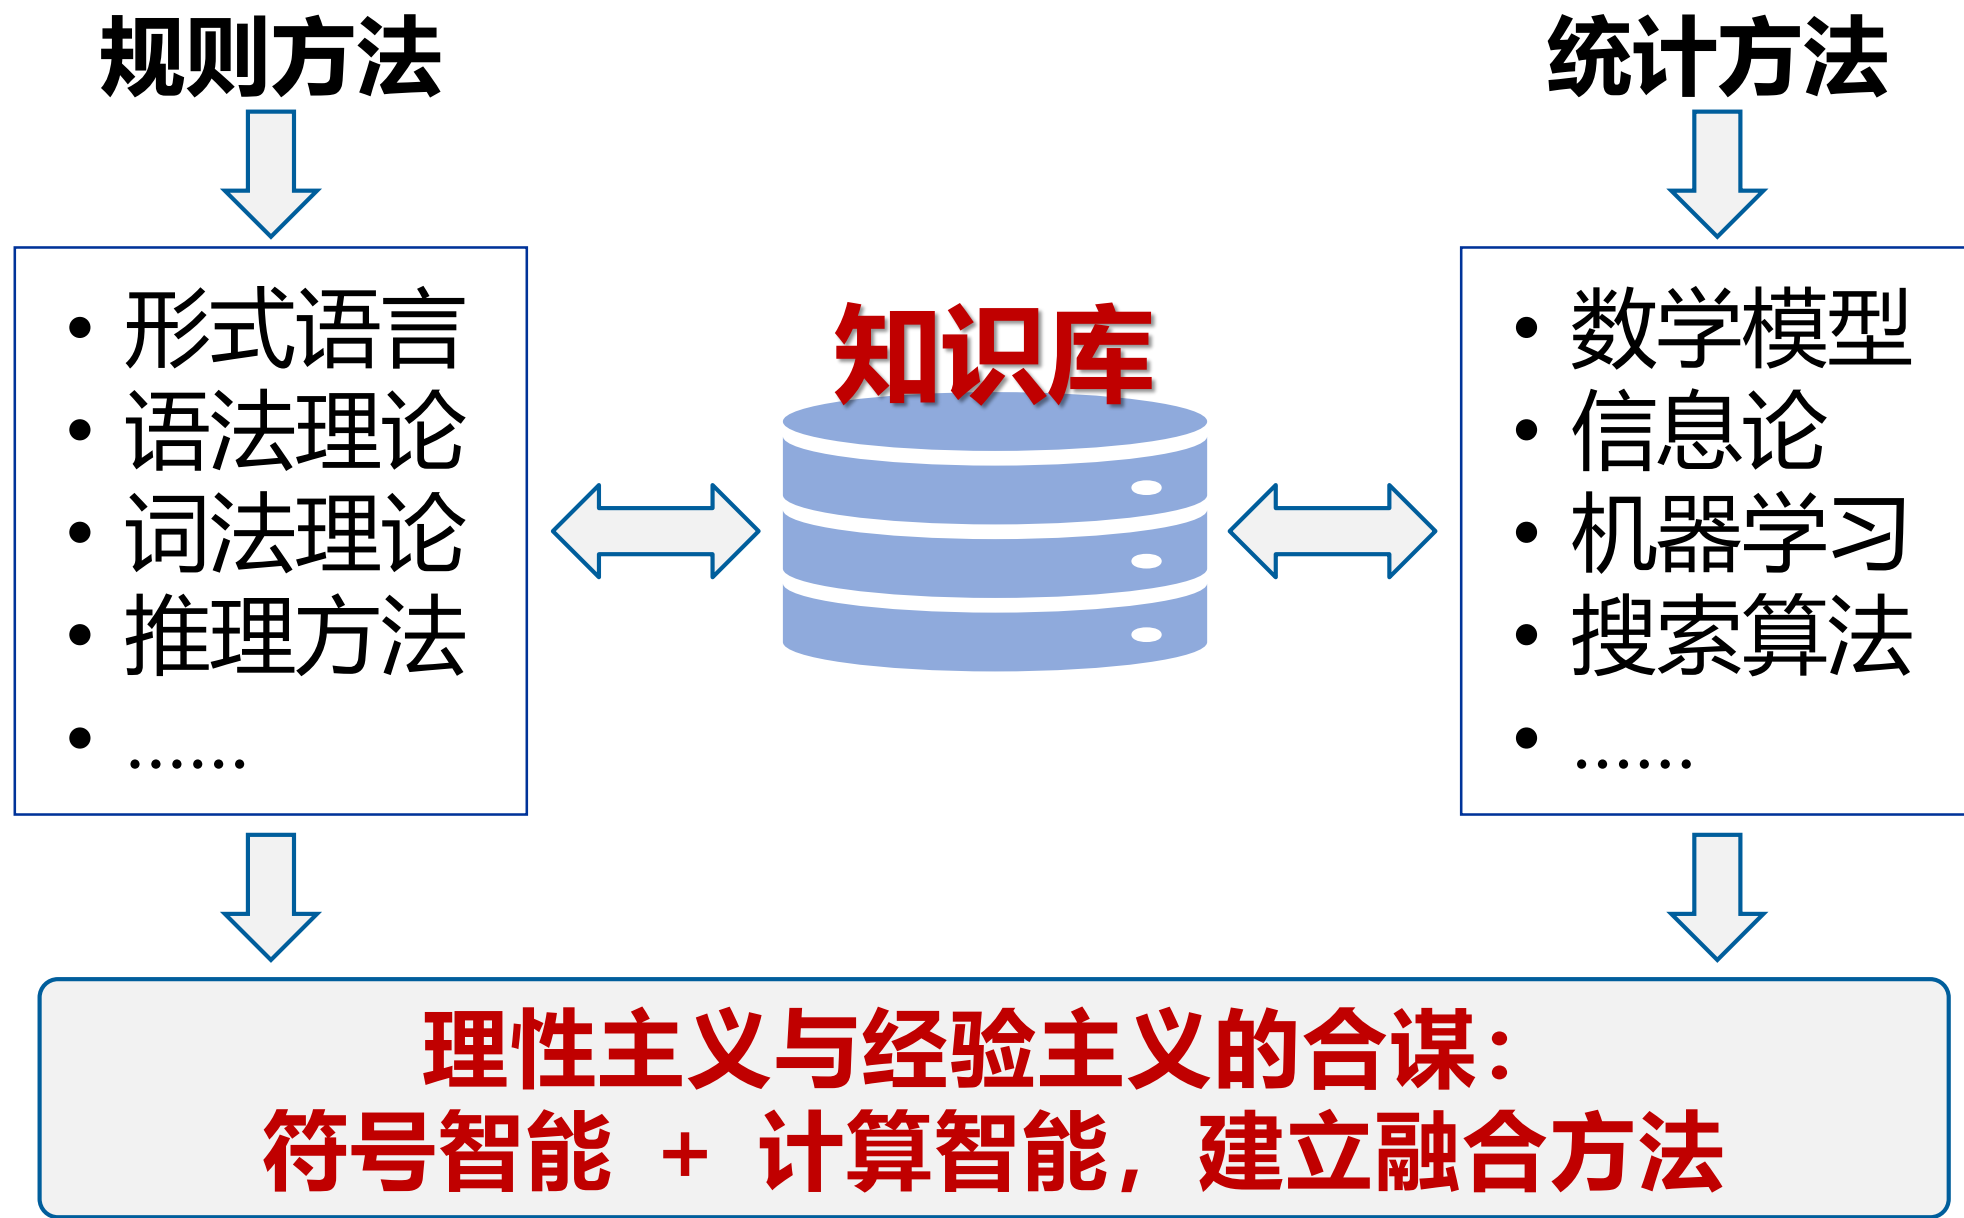 规则方法
统计方法
• 形式语言
• 语法理论
• 词法理论
• 推理方法
• ……
知识库
• 数学模型
• 信息论
• 机器学习
• 搜索算法
• ……
理性主义与经验主义的合谋：
符号智能 + 计算智能，建立融合方法